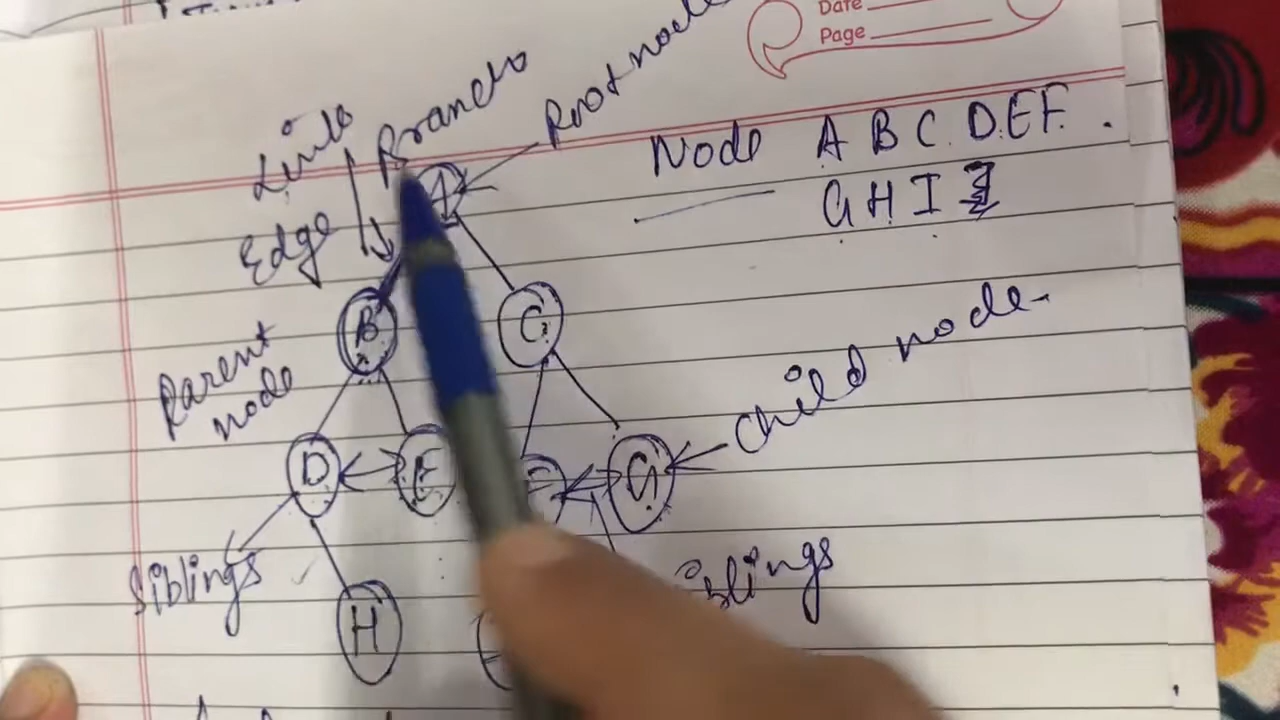 Date
Page
Root node
Branch
Link
Edge
Node A B C D E F .
G H I
A
B C
Parent
node
Child node
D E G
Siblings
H